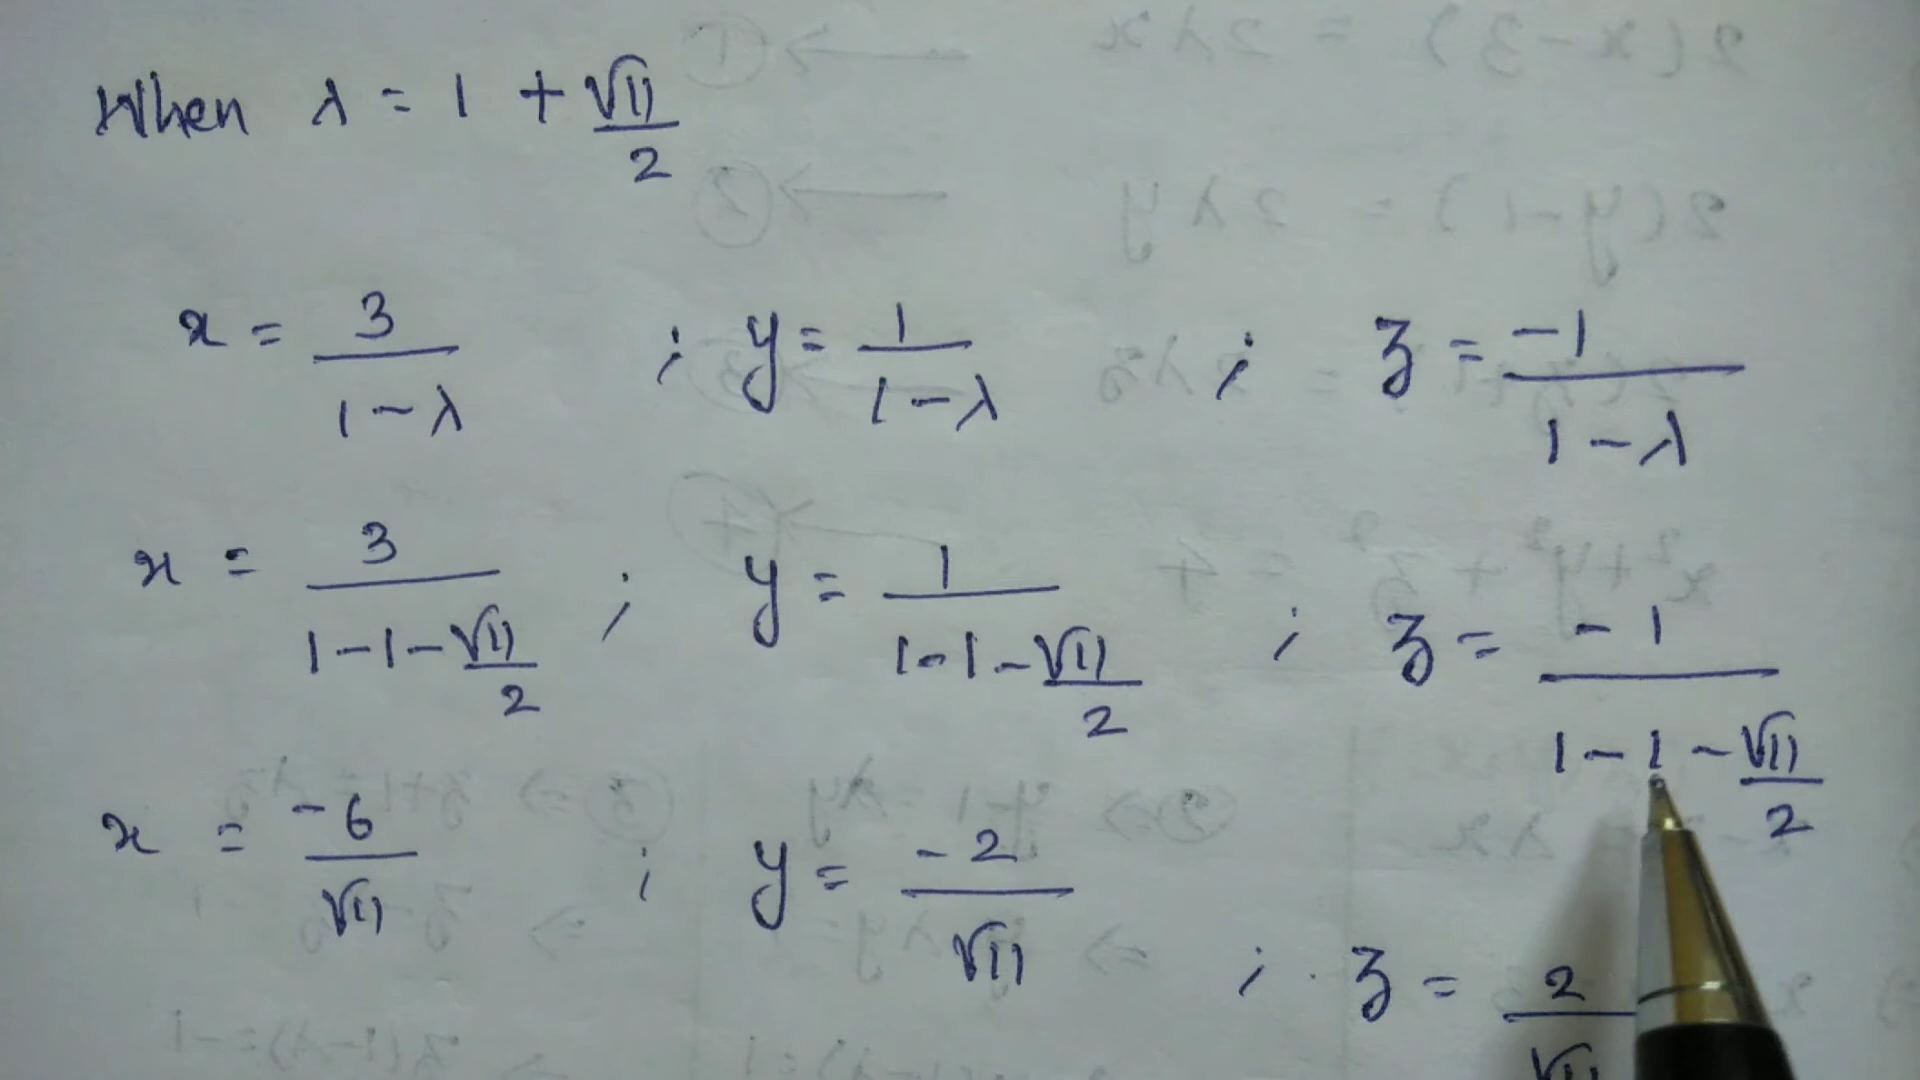 When λ = 1 + √11/2
x = 3/(1-λ) ; y = 1/(1-λ) ; z = -1/(1-λ)
x = 3/(1-1-√11/2) ; y = 1/(1-1-√11/2) ; z = -1/(1-1-√11/2)
x = -6/√11 ; y = -2/√11 ; z = 2/√11